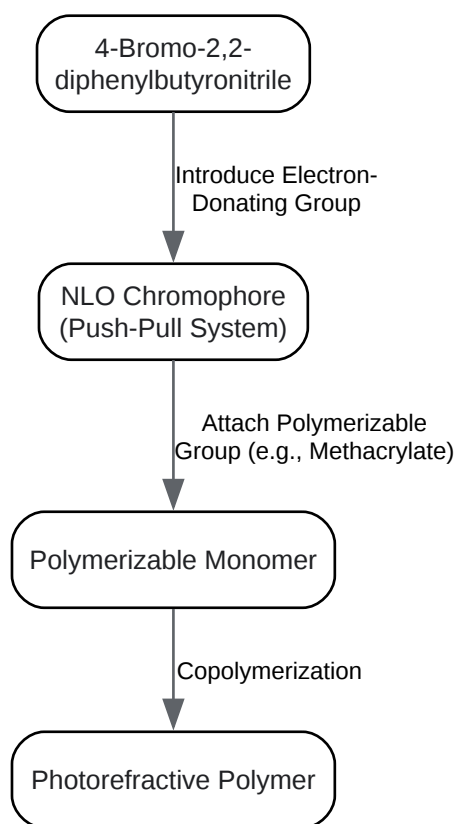 4-Bromo-2,2-
diphenylbutyronitrile
Introduce Electron-
Donating Group
NLO Chromophore
(Push-Pull System)
Attach Polymerizable
Group (e.g., Methacrylate)
Polymerizable Monomer
Copolymerization
Photorefractive Polymer